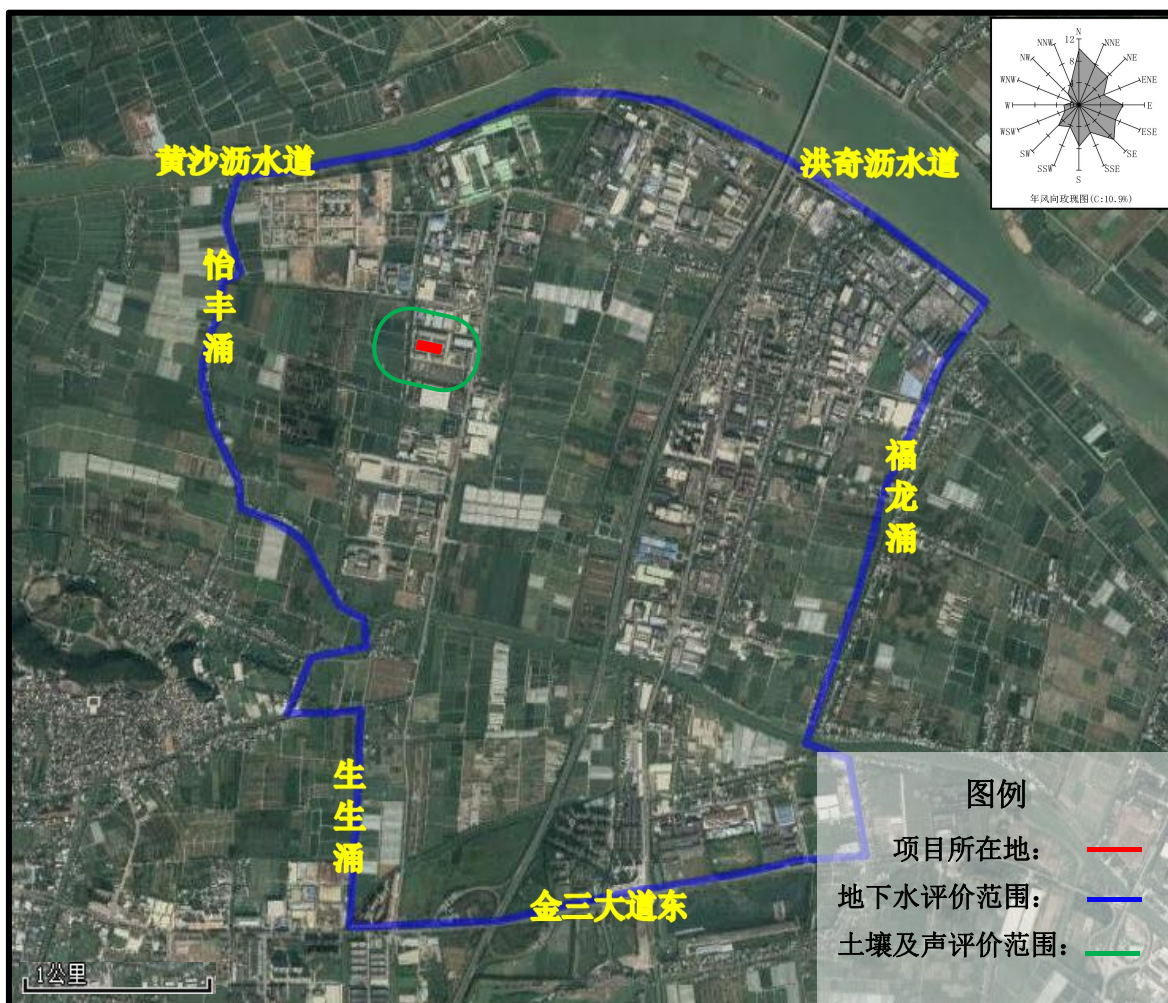 N
NNW
12
NNE
NW
8
NE
WNW
ENE
W
E
WSW
ESE
SW
SE
SSW
SSE
S
年风向玫瑰图(C:10.9%)
黄沙沥水道
洪奇沥水道
怡丰涌
福龙涌
生生涌
金三大道东
图例
项目所在地：
地下水评价范围：
土壤及声评价范围：
1公里